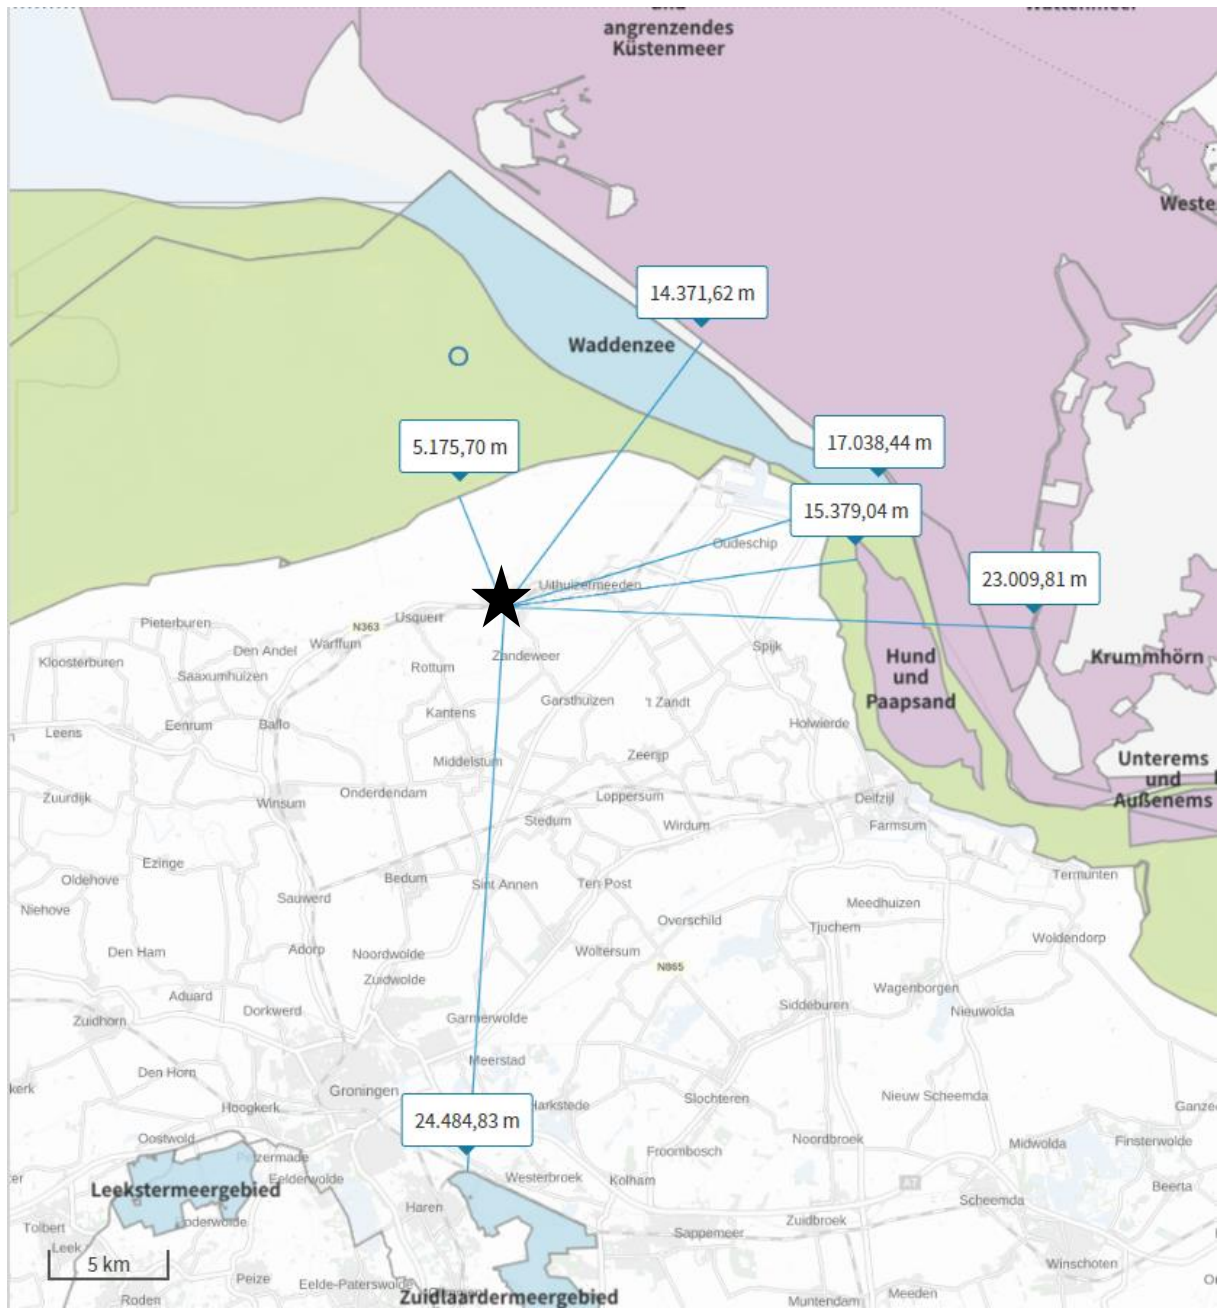 angrenzendes
Küstenmeer
Weste
14.371,62 m
Waddenzee
5.175,70 m
17.038,44 m
15.379,04 m
Oudeschip
23.009,81 m
Uithuizermeeden
Pieterburen
N363
Usquert
Warffum
Den Andel
Kloosterburen
Saaxumhuizen
Rottum
Zandeweer
Spijk
Hund
und
Paapsand
Krummhörn
Garsthuizen
't Zandt
Kantens
Eenrum
Baflo
Leens
Holwierde
Middelstum
Zeerijp
Unterems
und
Außenems
Zuurdijk
Onderdendam
Winsum
Loppersum
Delfzijl
Stedum
Wirdum
Farmsum
Ezinge
Oldehove
Bedum
Sint Annen
Ten Post
Termunten
Niehove
Sauwerd
Meedhuizen
Overschild
Tjuchem
Den Ham
Adorp
Noordwolde
Woltersum
Woldendorp
Zuidwolde
N865
Aduard
Wagenborgen
Siddeburen
Zuidhorn
Dorkwerd
Garmerwolde
Nieuwolda
Meerstad
kerk
Den Horn
Groningen
Hoogkerk
Harkstede
Slochteren
Nieuw Scheemda
Ganze
24.484,83 m
Oostwold
Noordbroek
Midwolda
Finsterwolde
Peizermade
Froombosch
Eelderwolde
Westerbroek
Kolham
A7
Beerta
Leekstermeergebied
Haren
Scheemda
Roderwolde
Tolbert
Sappemeer
Zuidbroek
Leek
5 km
Winschoten
Peize
Eelde-Paterswolde
Zuidlaardermeergebied
Roden
Muntendam
Meeden